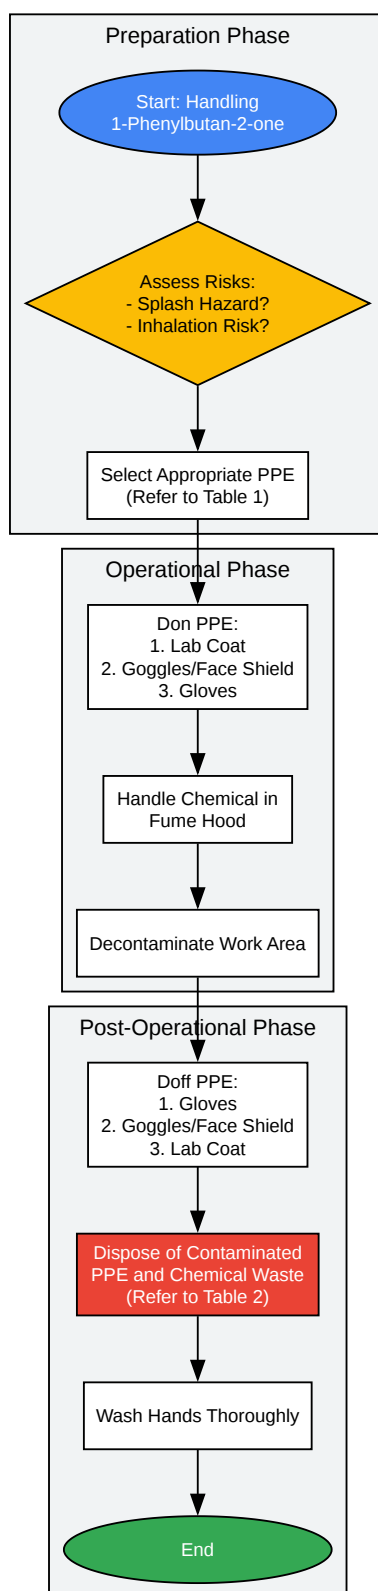 Preparation Phase
Start: Handling
1-Phenylbutan-2-one
Assess Risks:
- Splash Hazard?
- Inhalation Risk?
Select Appropriate PPE
(Refer to Table 1)
Operational Phase
Don PPE:
1. Lab Coat
2. Goggles/Face Shield
3. Gloves
Handle Chemical in
Fume Hood
Decontaminate Work Area
Post-Operational Phase
Doff PPE:
1. Gloves
2. Goggles/Face Shield
3. Lab Coat
Dispose of Contaminated
PPE and Chemical Waste
(Refer to Table 2)
Wash Hands Thoroughly
End